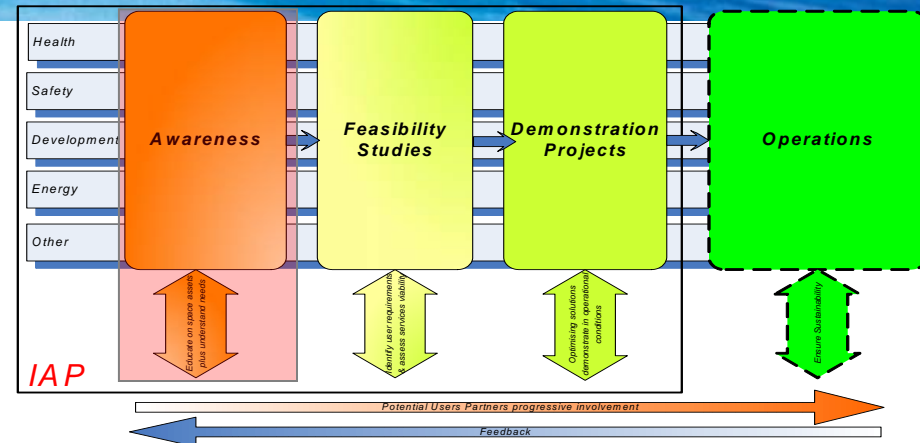 Health
Safety
Development
Energy
Other
Awareness
Feasibility
Studies
Demonstration
Projects
Operations
Educate on space assets
plus understand needs
Identify user requirements
& assess services viability
Optimising solutions
demonstrate in operational
conditions
Ensure Sustainability
IAP
Potential Users Partners progressive involvement
Feedback